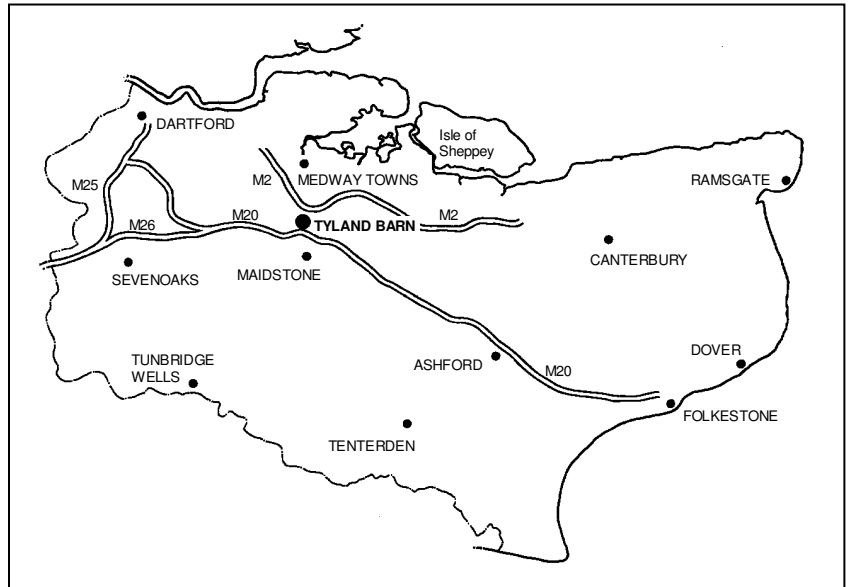 DARTFORD
Isle of
Sheppey
M25
M2
MEDWAY TOWNS
RAMSGATE
M26
M20
TYLAND BARN
M2
CANTERBURY
SEVENOAKS
MAIDSTONE
TUNBRIDGE
WELLS
ASHFORD
M20
DOVER
FOLKESTONE
TENTERDEN